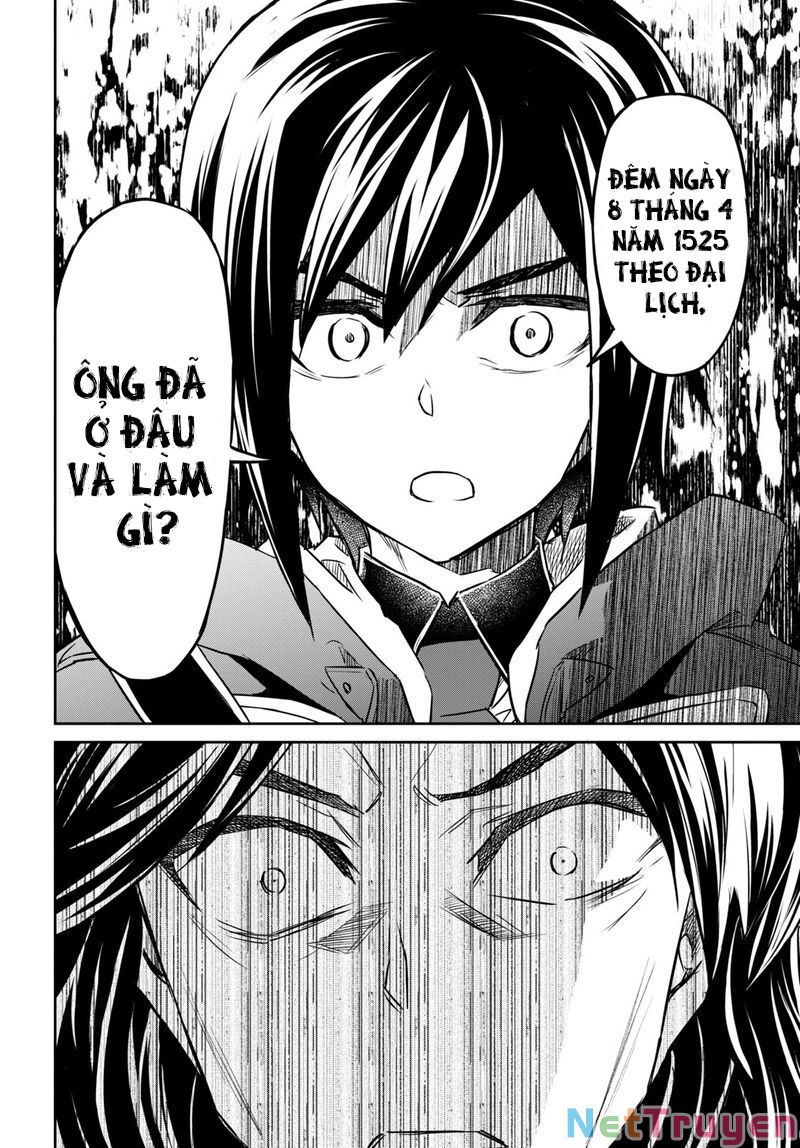 ĐÊM NGÀY
8 THÁNG 4
NĂM 1525
THEO ĐẠI
LỊCH,
ÔNG ĐÃ
Ở ĐÂU
VÀ LÀM
GÌ?
NetTruyen